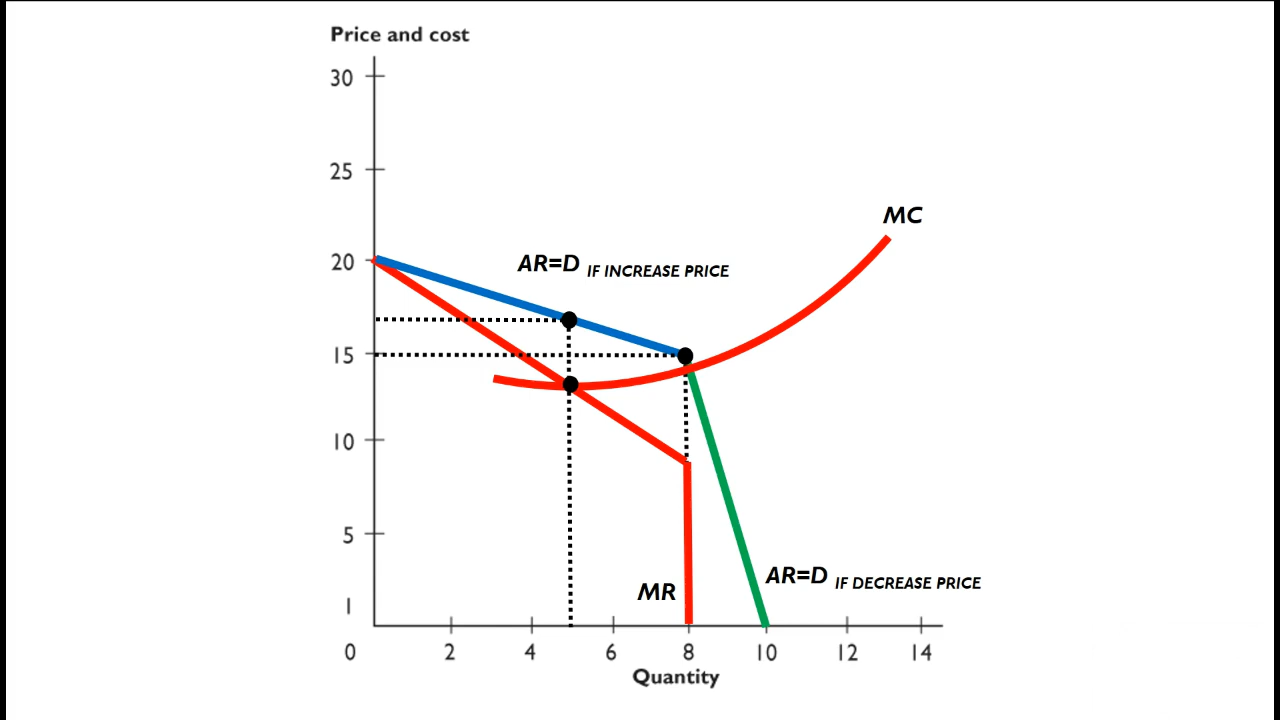 Price and cost
30
25
MC
20
AR=D IF INCREASE PRICE
15
10
5
AR=D IF DECREASE PRICE
MR
1
0 2 4 6 8 10 12 14
Quantity